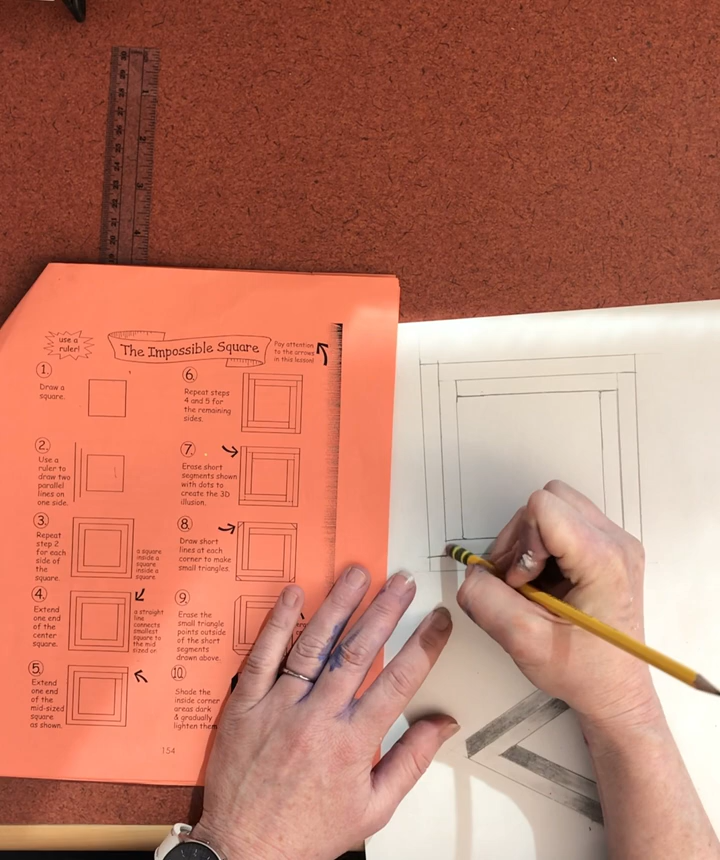 use a
ruler!
The Impossible Square
Pay attention
to the arrows
in this lesson!
1.
Draw a
square.
2.
Use a
ruler to
draw two
parallel
lines on
one side.
3.
Repeat
step 2
for each
side of
the
square.
a square
inside a
square
inside a
square
4.
Extend
one end
of the
center
square.
a straight
line
connects
smallest
square to
the mid
sized on
5.
Extend
one end
of the
mid-sized
square
as shown.
6.
Repeat steps
4 and 5 for
the remaining
sides.
7.
Erase short
segments shown
with dots to
create the 3D
illusion.
8.
Draw short
lines at each
corner to make
small triangles.
9.
Erase the
small triangle
points outside
of the short
segments
drawn above.
10.
Shade the
inside corner
areas dark
& gradually
lighten them
154